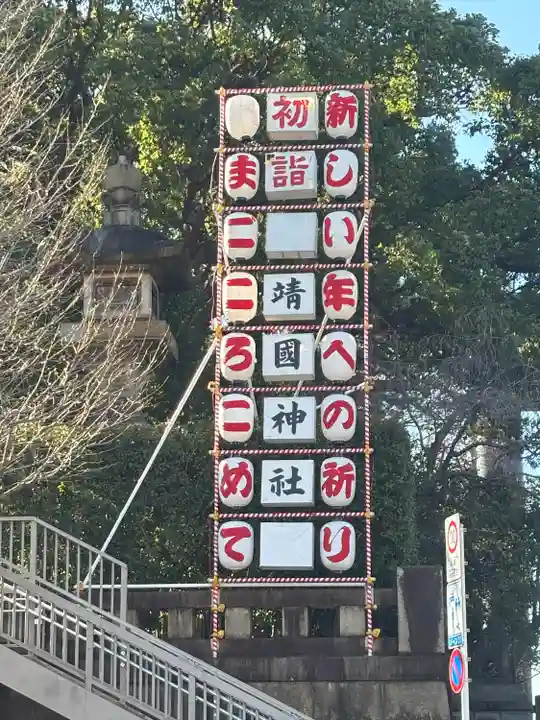 新しい年への祈り
初詣
靖國神社
まこころこめて